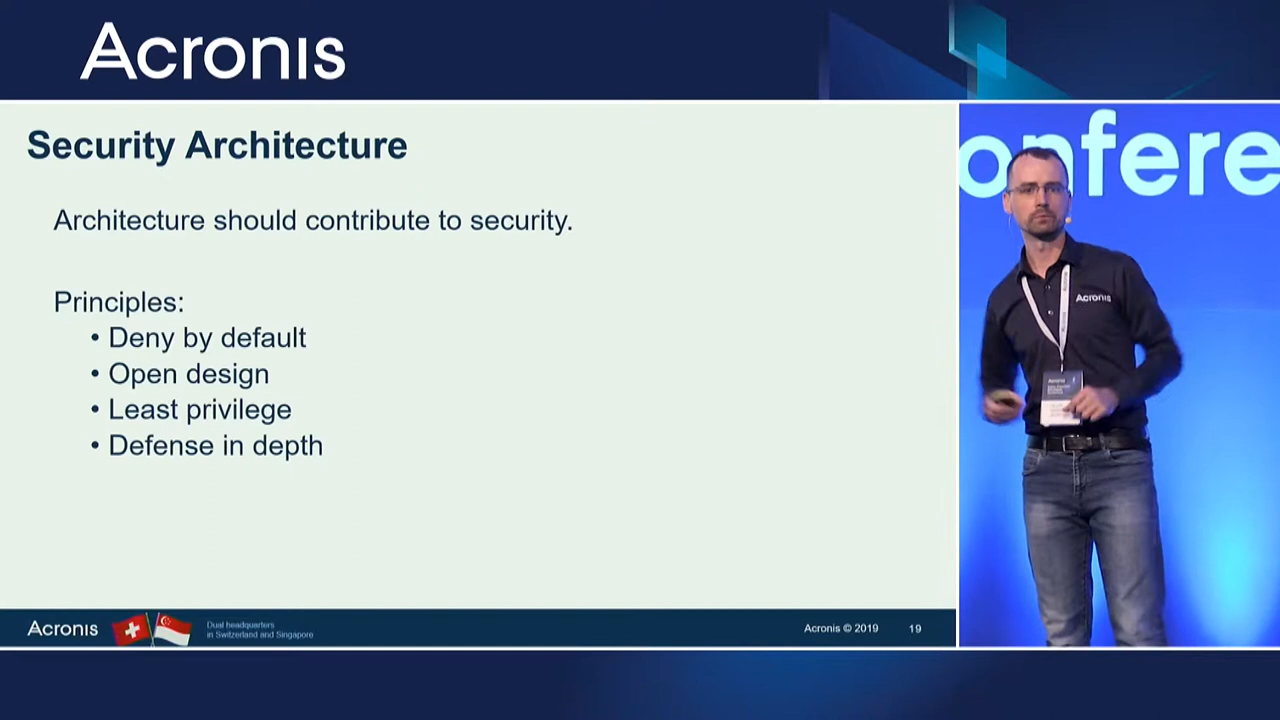 Acronis
Security Architecture
Architecture should contribute to security.
Principles:
• Deny by default
• Open design
• Least privilege
• Defense in depth
Acronis
Dual headquarters
in Switzerland and Singapore
Acronis © 2019
19
onfere
Acronis
Acronis